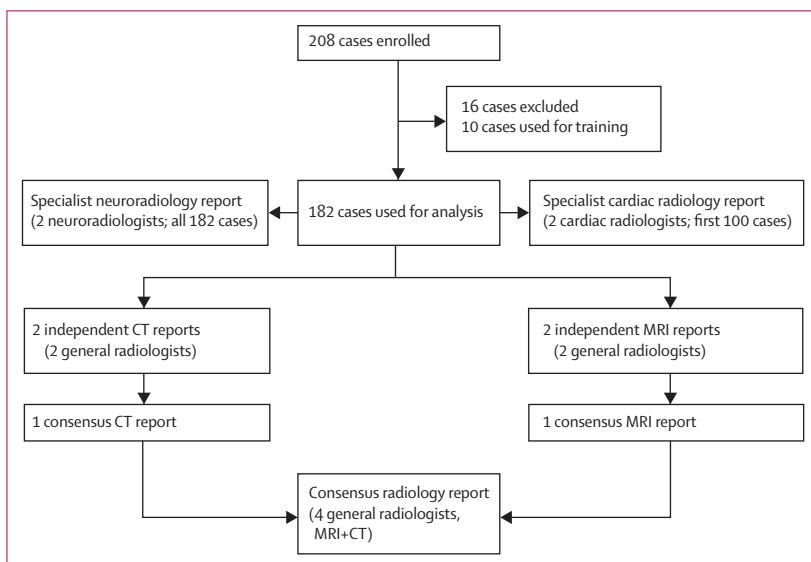 208 cases enrolled
16 cases excluded
10 cases used for training
Specialist neuroradiology report
(2 neuroradiologists; all 182 cases)
182 cases used for analysis
Specialist cardiac radiology report
(2 cardiac radiologists; first 100 cases)
2 independent CT reports
(2 general radiologists)
2 independent MRI reports
(2 general radiologists)
1 consensus CT report
1 consensus MRI report
Consensus radiology report
(4 general radiologists,
MRI+CT)